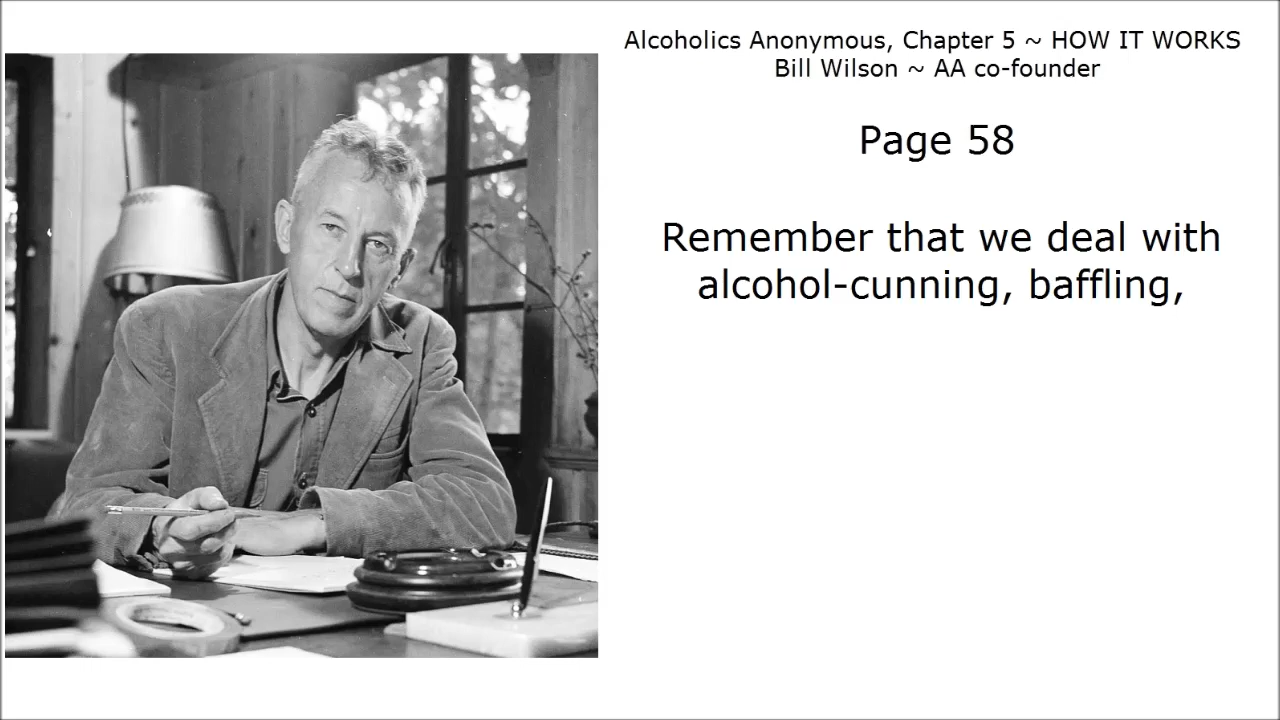 Alcoholics Anonymous, Chapter 5 ~ HOW IT WORKS
Bill Wilson ~ AA co-founder
Page 58
Remember that we deal with
alcohol-cunning, baffling,